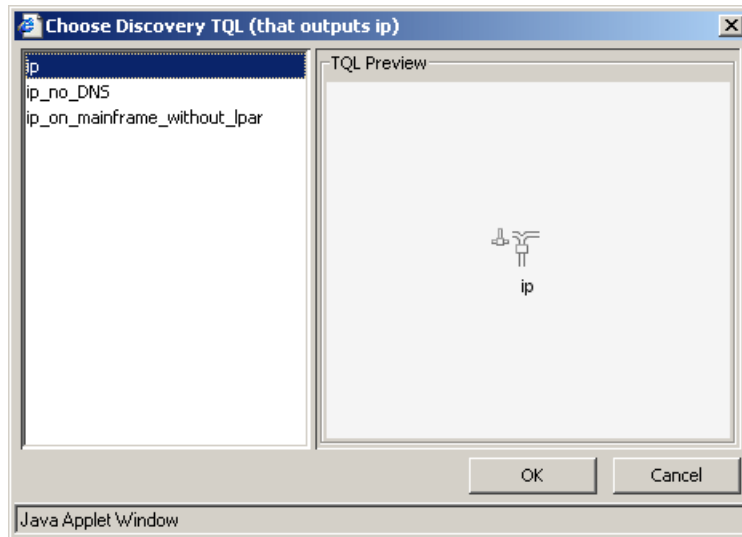 Choose Discovery TQL (that outputs ip)
ip
ip_no_DNS
ip_on_mainframe_without_lpar
TQL Preview
ip
OK
Cancel
Java Applet Window